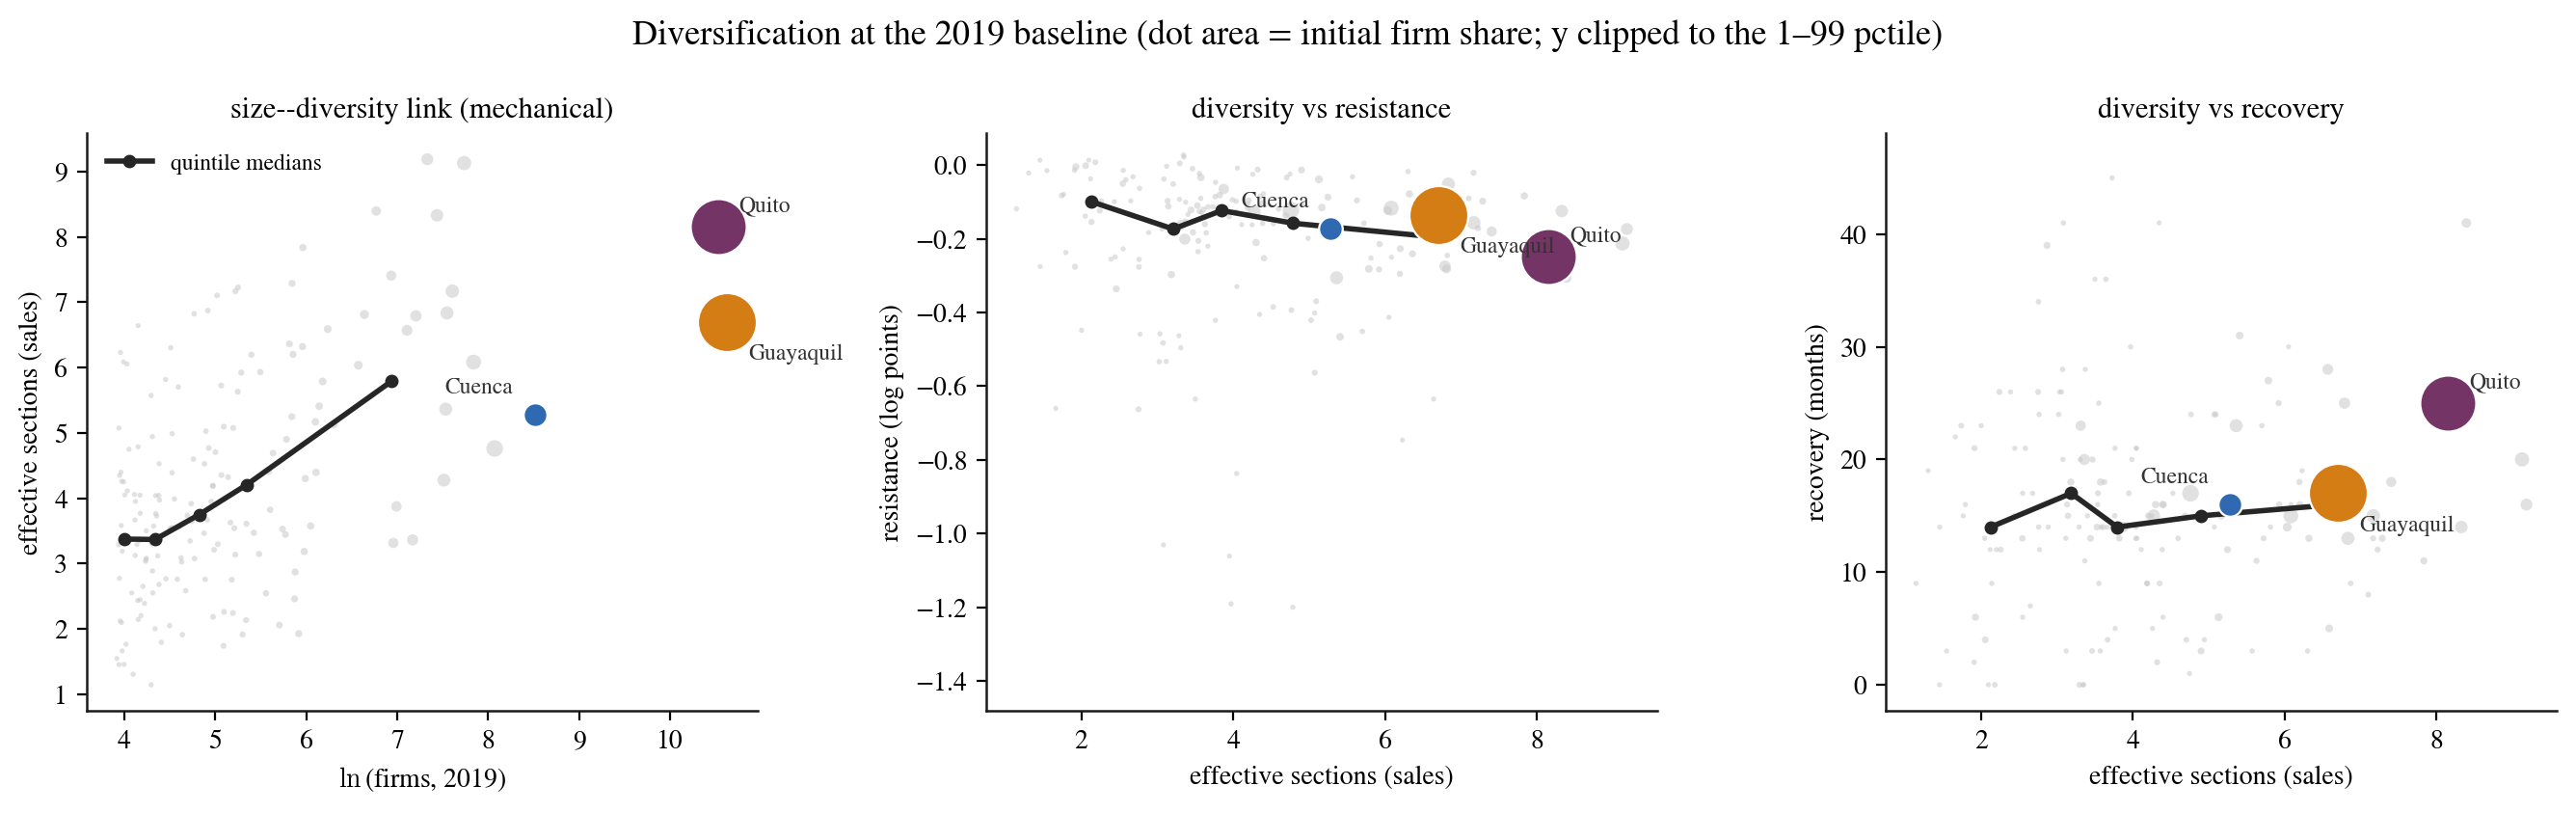 Diversification at the 2019 baseline (dot area = initial firm share; y clipped to the 1–99 pctile)
size--diversity link (mechanical)
quintile medians
Quito
Guayaquil
Cuenca
effective sections (sales)
9
8
7
6
5
4
3
2
1
4 5 6 7 8 9 10
ln (firms, 2019)
diversity vs resistance
Cuenca
Guayaquil
Quito
resistance (log points)
0.0
−0.2
−0.4
−0.6
−0.8
−1.0
−1.2
−1.4
2 4 6 8
effective sections (sales)
diversity vs recovery
Quito
Cuenca
Guayaquil
recovery (months)
40
30
20
10
0
2 4 6 8
effective sections (sales)